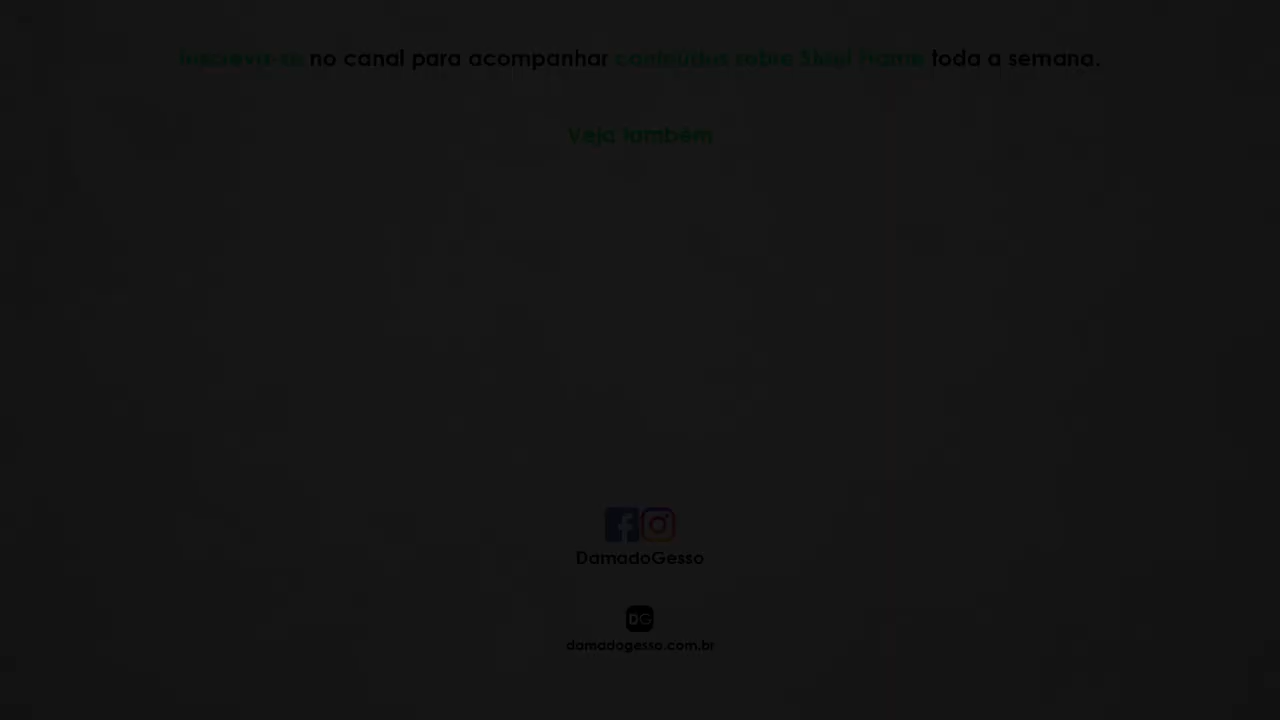 Inscreva-se no canal para acompanhar conteúdos sobre Steel Frame toda a semana.
Veja também
DamadoGesso
DG
damadogesso.com.br